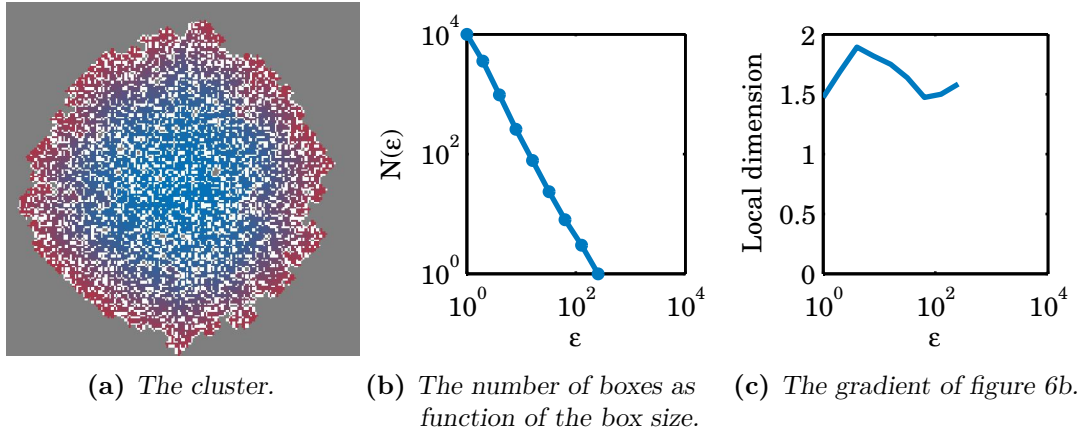 10^4
10^2
10^0
N(ε)
10^0
10^2
10^4
ε
2
1.5
1
0.5
0
Local dimension
10^0
10^2
10^4
ε
(a) The cluster.
(b) The number of boxes as
function of the box size.
(c) The gradient of figure 6b.